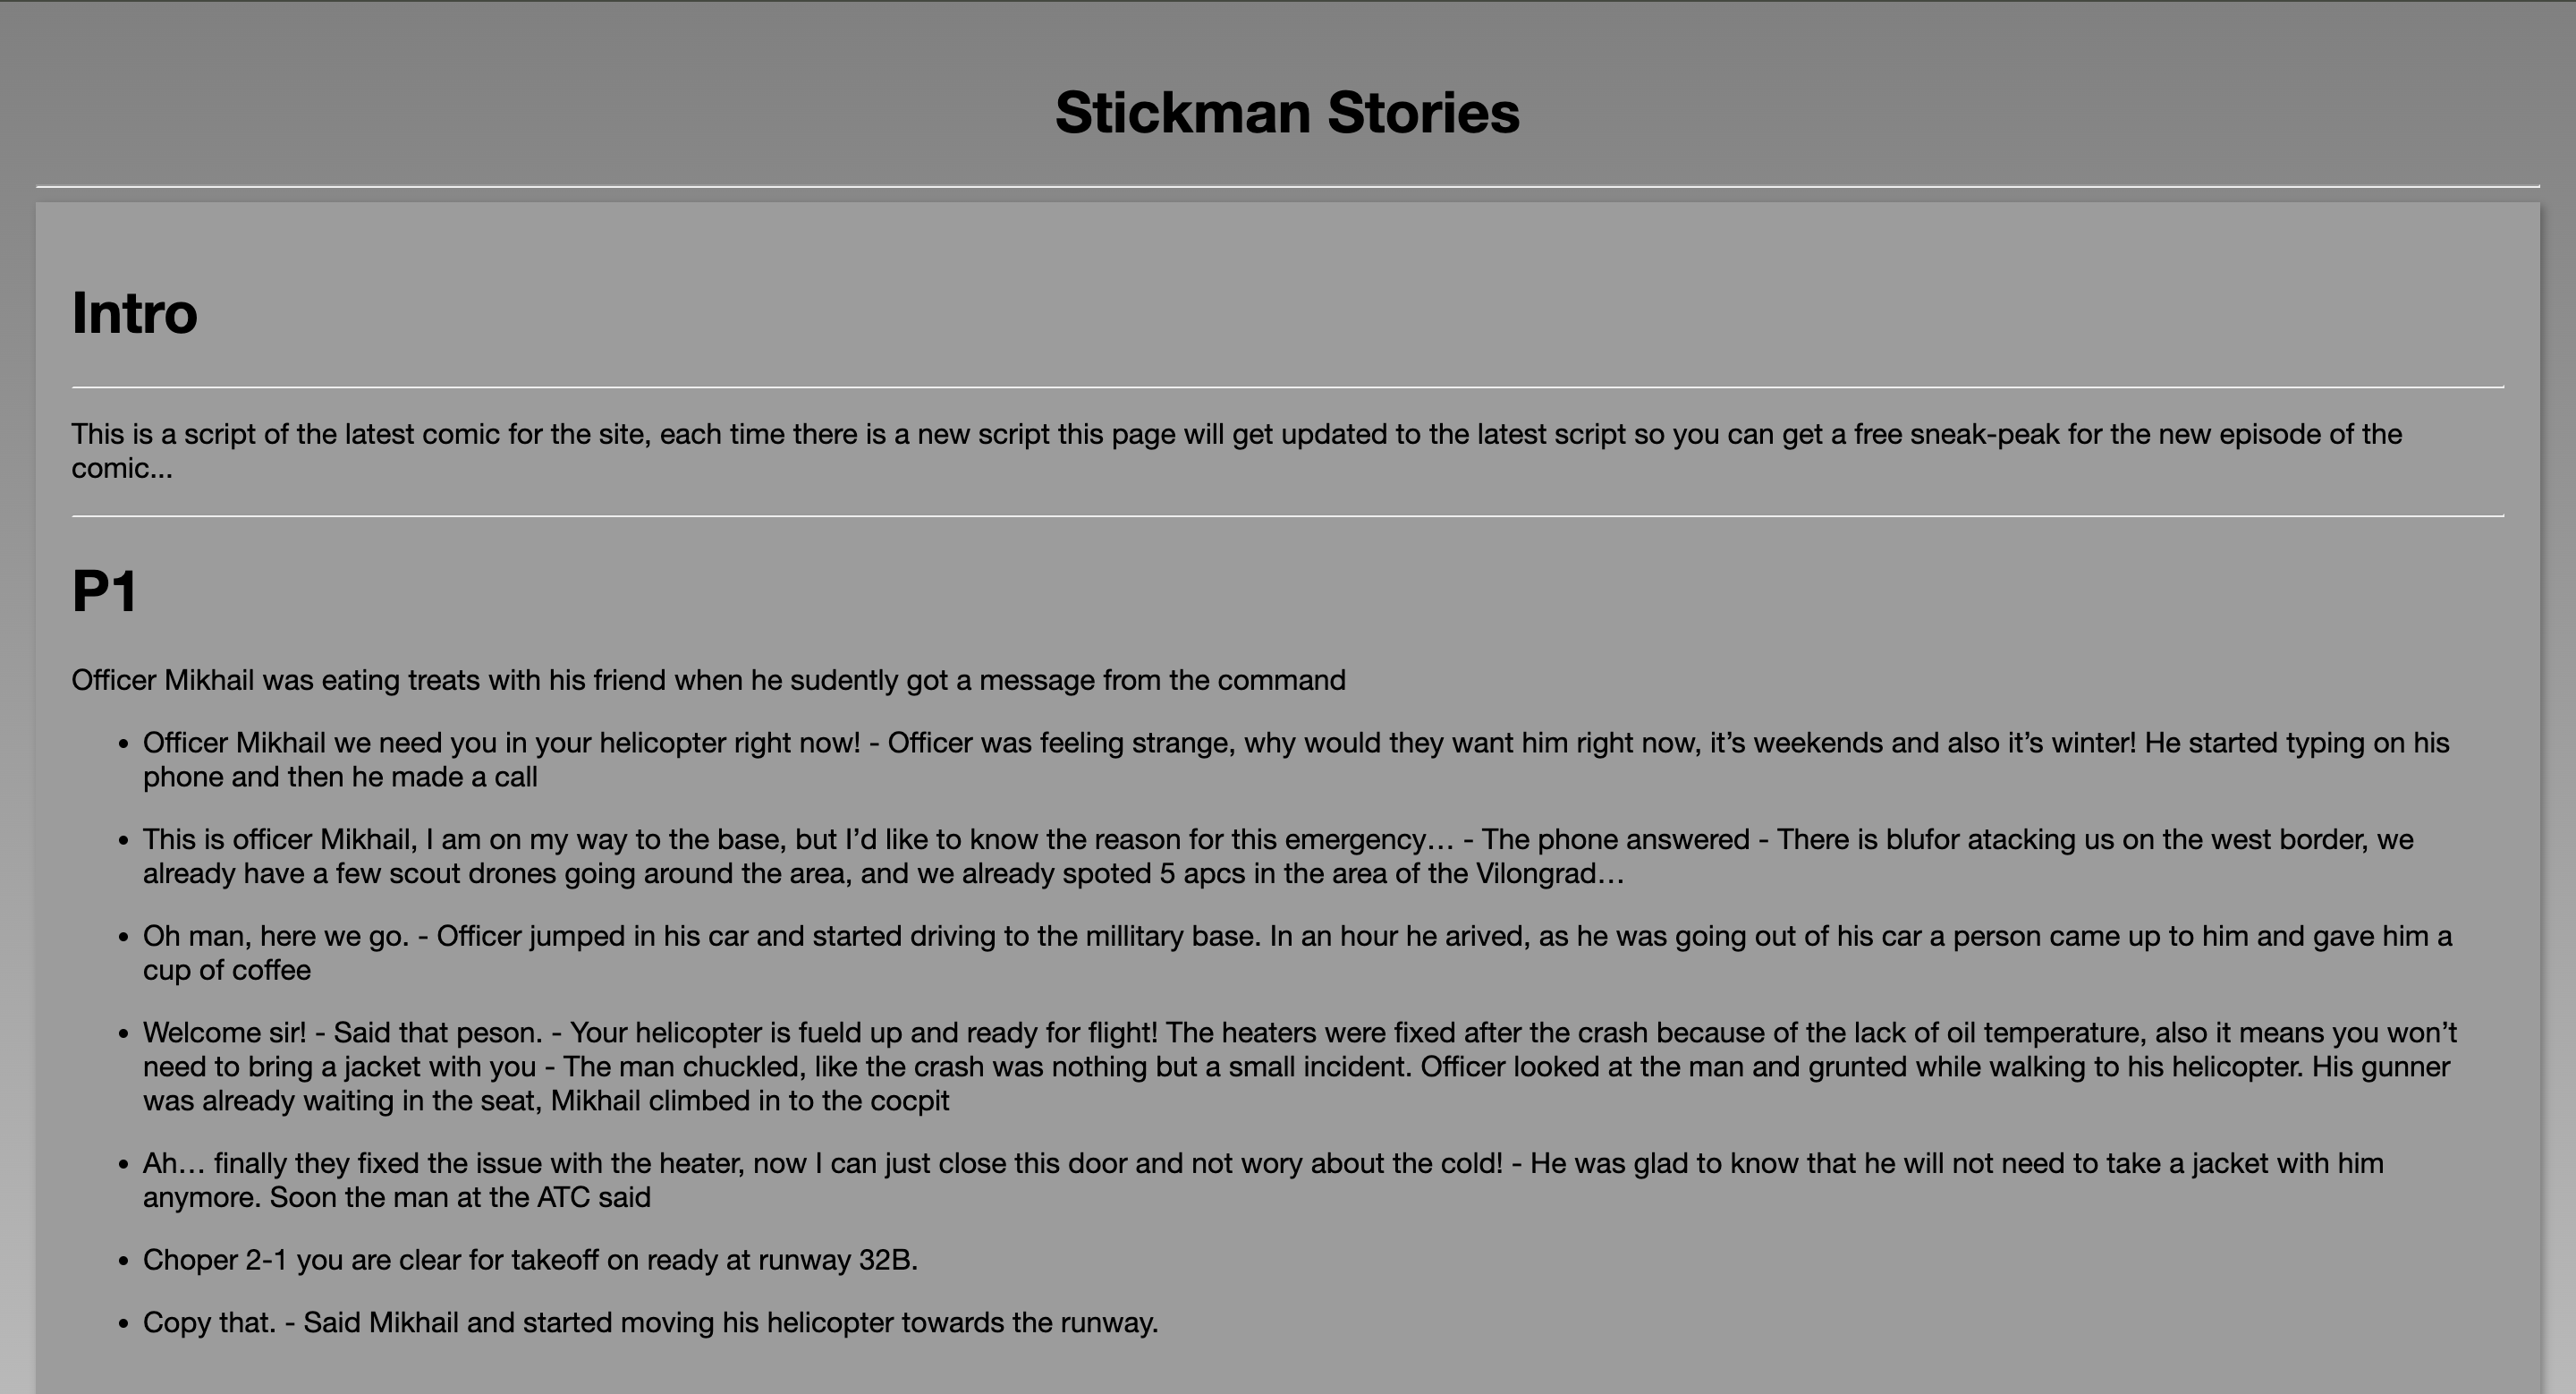 Stickman Stories
Intro
This is a script of the latest comic for the site, each time there is a new script this page will get updated to the latest script so you can get a free sneak-peak for the new episode of the
comic...
P1
Officer Mikhail was eating treats with his friend when he sudently got a message from the command
• Officer Mikhail we need you in your helicopter right now! - Officer was feeling strange, why would they want him right now, it’s weekends and also it’s winter! He started typing on his
phone and then he made a call
• This is officer Mikhail, I am on my way to the base, but I’d like to know the reason for this emergency… - The phone answered - There is blufor atacking us on the west border, we
already have a few scout drones going around the area, and we already spoted 5 apcs in the area of the Vilongrad…
• Oh man, here we go. - Officer jumped in his car and started driving to the millitary base. In an hour he arived, as he was going out of his car a person came up to him and gave him a
cup of coffee
• Welcome sir! - Said that peson. - Your helicopter is fueld up and ready for flight! The heaters were fixed after the crash because of the lack of oil temperature, also it means you won’t
need to bring a jacket with you - The man chuckled, like the crash was nothing but a small incident. Officer looked at the man and grunted while walking to his helicopter. His gunner
was already waiting in the seat, Mikhail climbed in to the cocpit
• Ah… finally they fixed the issue with the heater, now I can just close this door and not wory about the cold! - He was glad to know that he will not need to take a jacket with him
anymore. Soon the man at the ATC said
• Choper 2-1 you are clear for takeoff on ready at runway 32B.
• Copy that. - Said Mikhail and started moving his helicopter towards the runway.